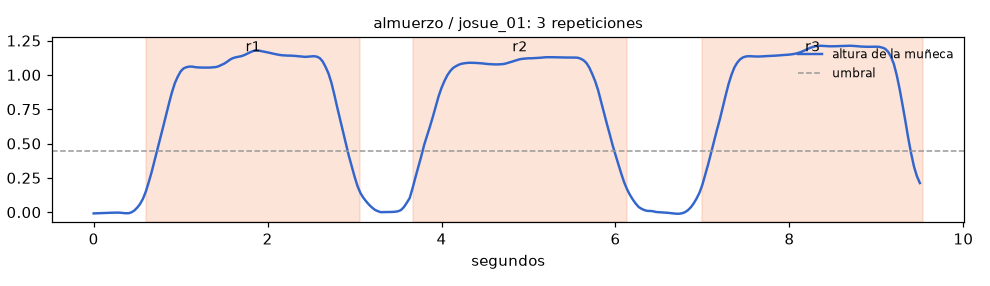 almuerzo / josue_01: 3 repeticiones
r1
r2
r3
altura de la muñeca
umbral
1.25
1.00
0.75
0.50
0.25
0.00
0
2
4
6
8
10
segundos